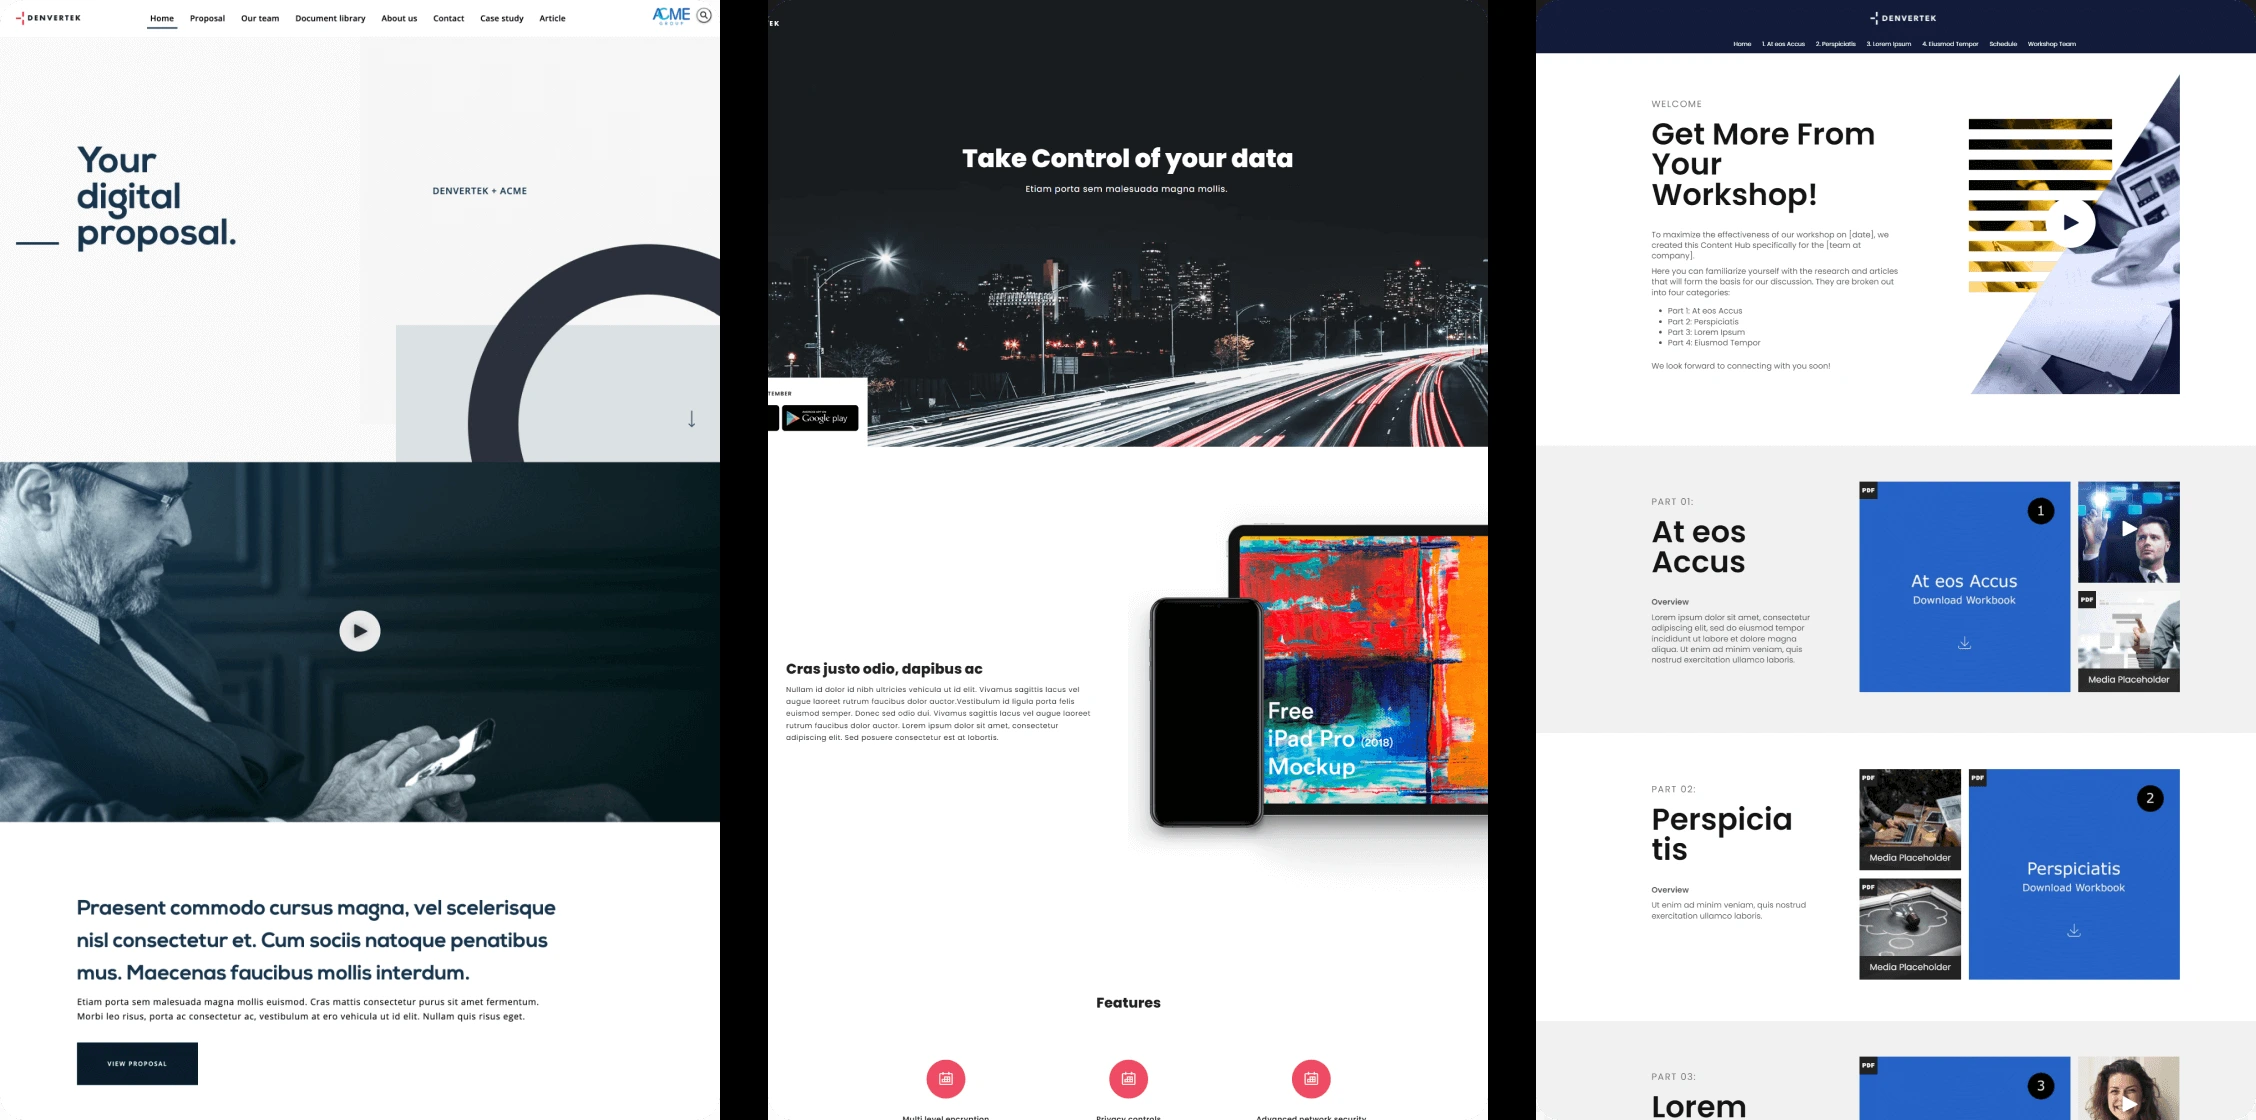 DENVERTEK
Home Proposal Our team Document library About us Contact Case study Article
ACME
GROUP
Your
digital
proposal.
DENVERTEK + ACME
Praesent commodo cursus magna, vel scelerisque
nisl consectetur et. Cum sociis natoque penatibus
mus. Maecenas faucibus mollis interdum.
Etiam porta sem malesuada magna mollis euismod. Cras mattis consectetur purus sit amet fermentum.
Morbi leo risus, porta ac consectetur ac, vestibulum at ero vehicula ut id elit. Nullam quis risus eget.
VIEW PROPOSAL
Take Control of your data
Etiam porta sem malesuada magna mollis.
TEMBER
Google play
Cras justo odio, dapibus ac
Nullam id dolor id nibh ultricies vehicula ut id elit. Vivamus sagittis lacus vel
augue laoreet rutrum faucibus dolor auctor.Vestibulum id ligula porta felis
euismod semper. Donec sed odio dui. Vivamus sagittis lacus vel augue laoreet
rutrum faucibus dolor auctor. Lorem ipsum dolor sit amet, consectetur
adipiscing elit. Sed posuere consectetur est at lobortis.
Free
iPad Pro (2018)
Mockup
Features
Multi level encryption Privacy controls Advanced network security
DENVERTEK
Home 1. At eos Accus 2. Perspiciatis 3. Lorem Ipsum 4. Eiusmod Tempor Schedule Workshop Team
WELCOME
Get More From
Your
Workshop!
To maximize the effectiveness of our workshop on [date], we
created this Content Hub specifically for the [team at
company].
Here you can familiarize yourself with the research and articles
that will form the basis for our discussion. They are broken out
into four categories:
• Part 1: At eos Accus
• Part 2: Perspiciatis
• Part 3: Lorem Ipsum
• Part 4: Eiusmod Tempor
We look forward to connecting with you soon!
PART 01:
At eos
Accus
Overview
Lorem ipsum dolor sit amet, consectetur
adipiscing elit, sed do eiusmod tempor
incididunt ut labore et dolore magna
aliqua. Ut enim ad minim veniam, quis
nostrud exercitation ullamco laboris.
PDF
1
At eos Accus
Download Workbook
PDF
Media Placeholder
PART 02:
Perspicia
tis
Overview
Ut enim ad minim veniam, quis nostrud
exercitation ullamco laboris.
PDF
Media Placeholder
PDF
Media Placeholder
PDF
2
Perspiciatis
Download Workbook
PART 03:
Lorem
PDF
3